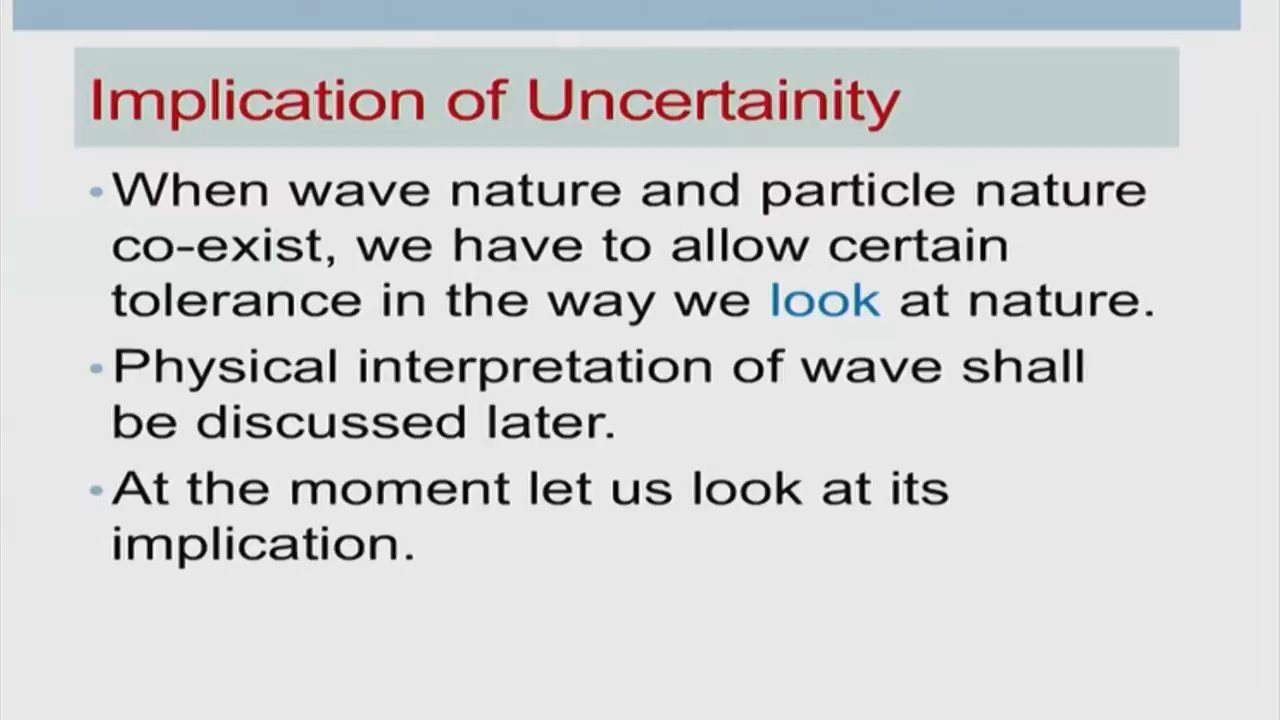 Implication of Uncertainity
• When wave nature and particle nature
co-exist, we have to allow certain
tolerance in the way we look at nature.
• Physical interpretation of wave shall
be discussed later.
• At the moment let us look at its
implication.